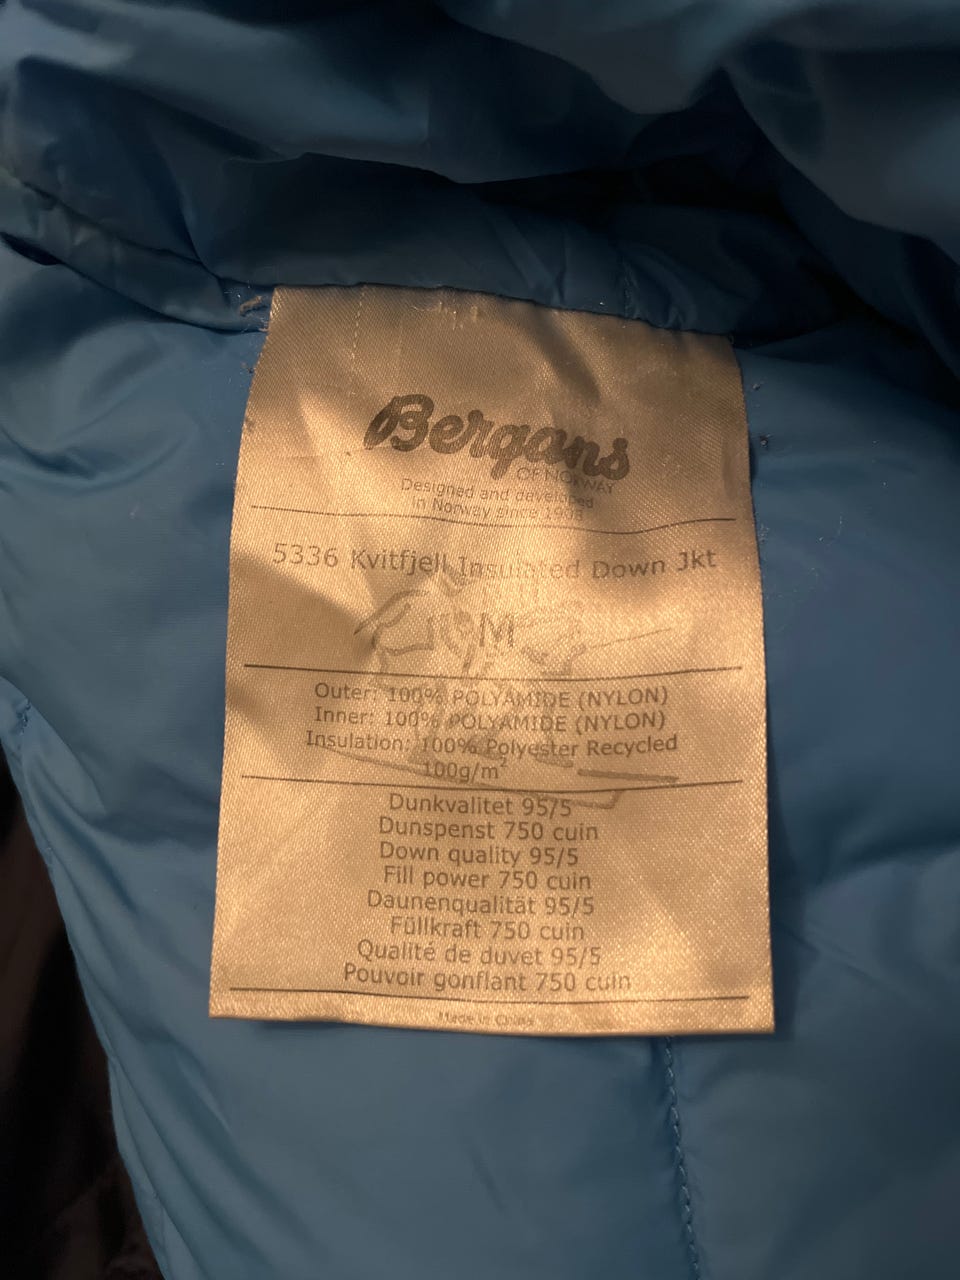 Bergans
OF NORWAY
Designed and developed
in Norway since 1908
5336 Kvitfjell Insulated Down Jkt
M
Outer: 100% POLYAMIDE (NYLON)
Inner: 100% POLYAMIDE (NYLON)
Insulation: 100% Polyester Recycled
100g/m²
Dunkvalitet 95/5
Dunspenst 750 cuin
Down quality 95/5
Fill power 750 cuin
Daunenqualität 95/5
Füllkraft 750 cuin
Qualité de duvet 95/5
Pouvoir gonflant 750 cuin
Made in China